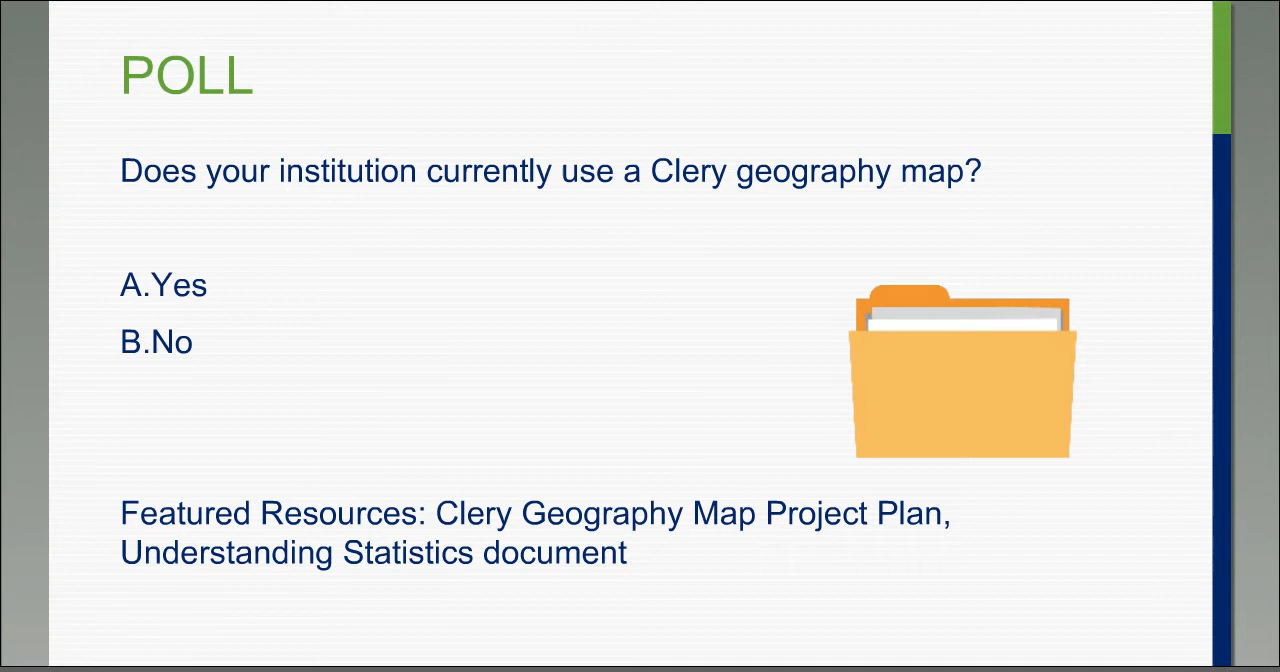 POLL
Does your institution currently use a Clery geography map?
A.Yes
B.No
Featured Resources: Clery Geography Map Project Plan,
Understanding Statistics document